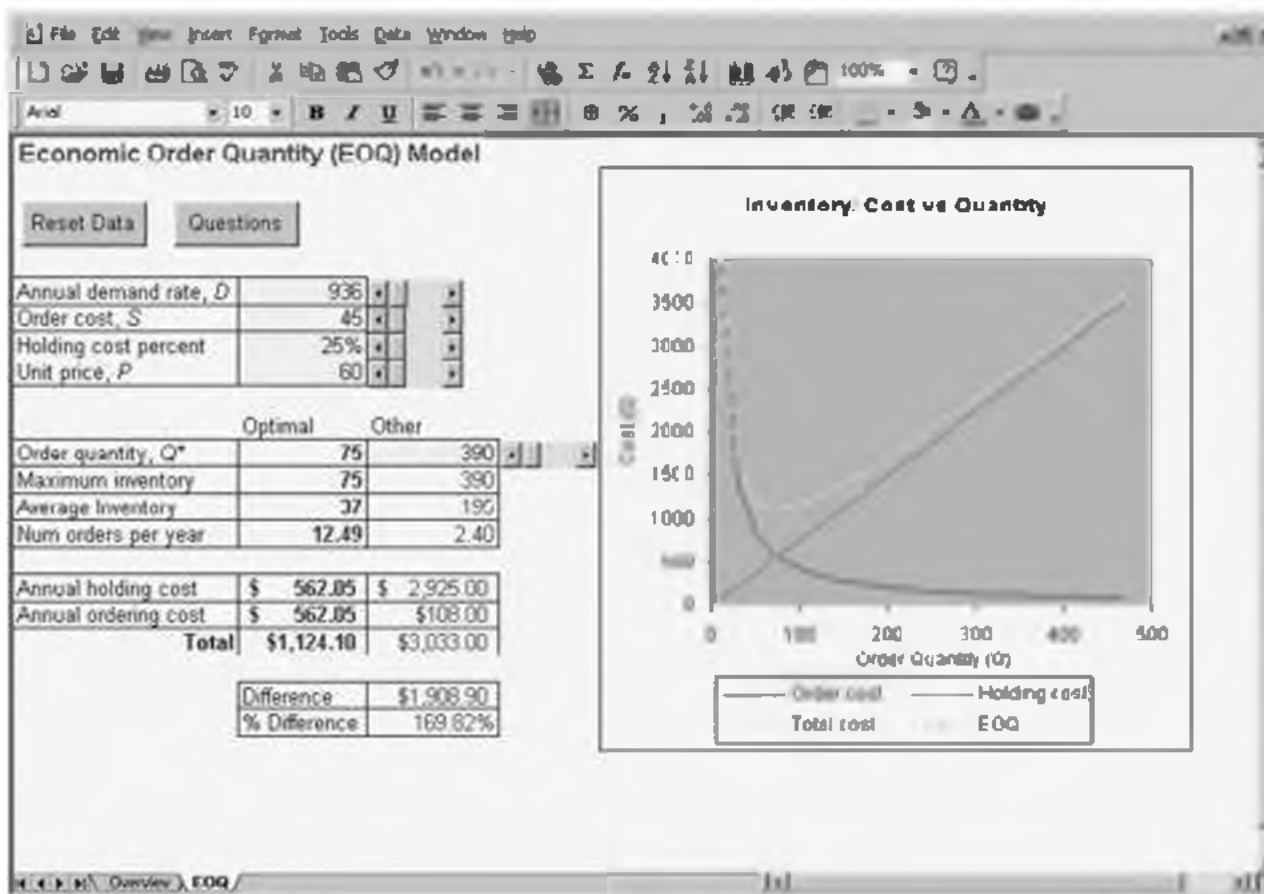 File Edit View Insert Format Tools Data Window Help
100%
Arial 10 B I U
Economic Order Quantity (EOQ) Model
Reset Data Questions
Annual demand rate, D 936
Order cost, S 45
Holding cost percent 25%
Unit price, P 60
Optimal Other
Order quantity, Q* 75 390
Maximum inventory 75 390
Average Inventory 37 195
Num orders per year 12.49 2.40
Annual holding cost $ 562.05 $ 2,925.00
Annual ordering cost $ 562.05 $108.00
Total $1,124.10 $3,033.00
Difference $1,908.90
% Difference 169.82%
Inventory Cost vs Quantity
4000
3500
3000
2500
2000
1500
1000
500
0
Cost
0 100 200 300 400 500
Order Quantity (Q)
Order cost Holding cost
Total cost EOQ
Overview EOQ